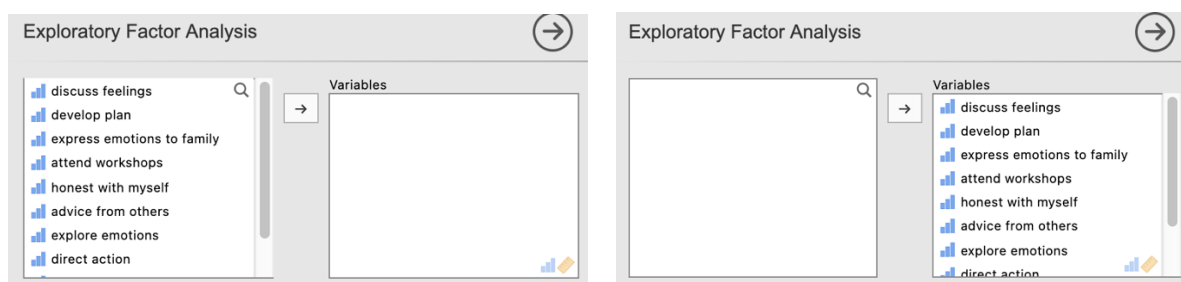 Exploratory Factor Analysis
discuss feelings
develop plan
express emotions to family
attend workshops
honest with myself
advice from others
explore emotions
direct action
Variables
Exploratory Factor Analysis
Variables
discuss feelings
develop plan
express emotions to family
attend workshops
honest with myself
advice from others
explore emotions
direct action